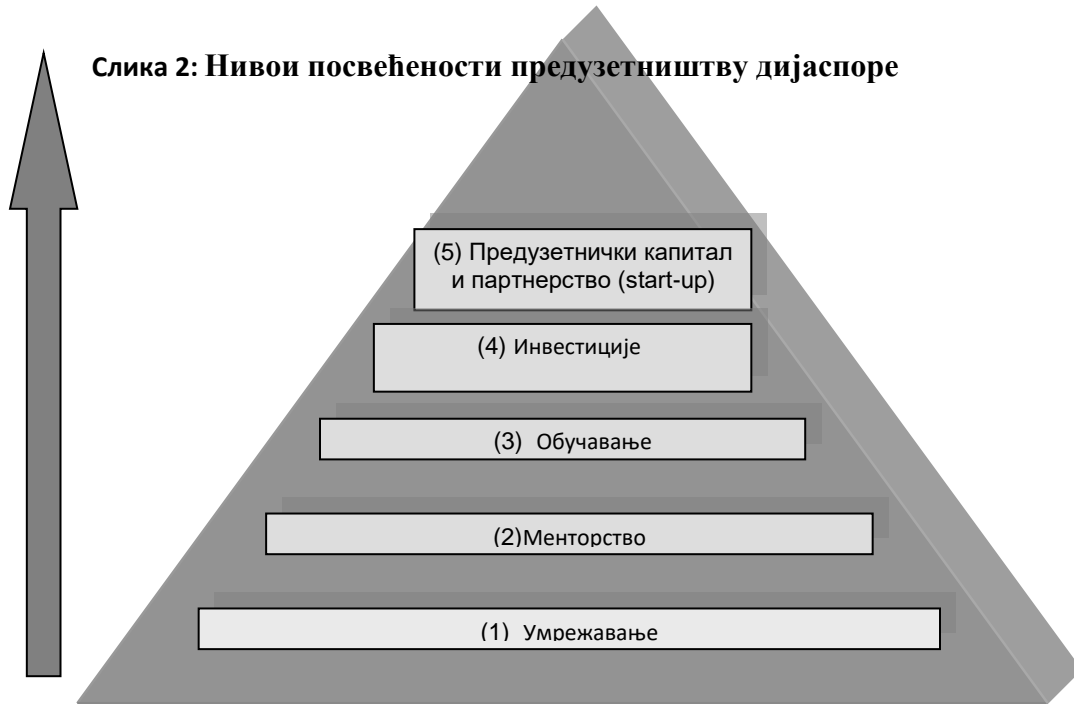 Слика 2: Нивои посвећености предузетништву дијаспоре
(5) Предузетнички капитал
и партнерство (start-up)
(4) Инвестиције
(3) Обучавање
(2)Менторство
(1) Умрежавање